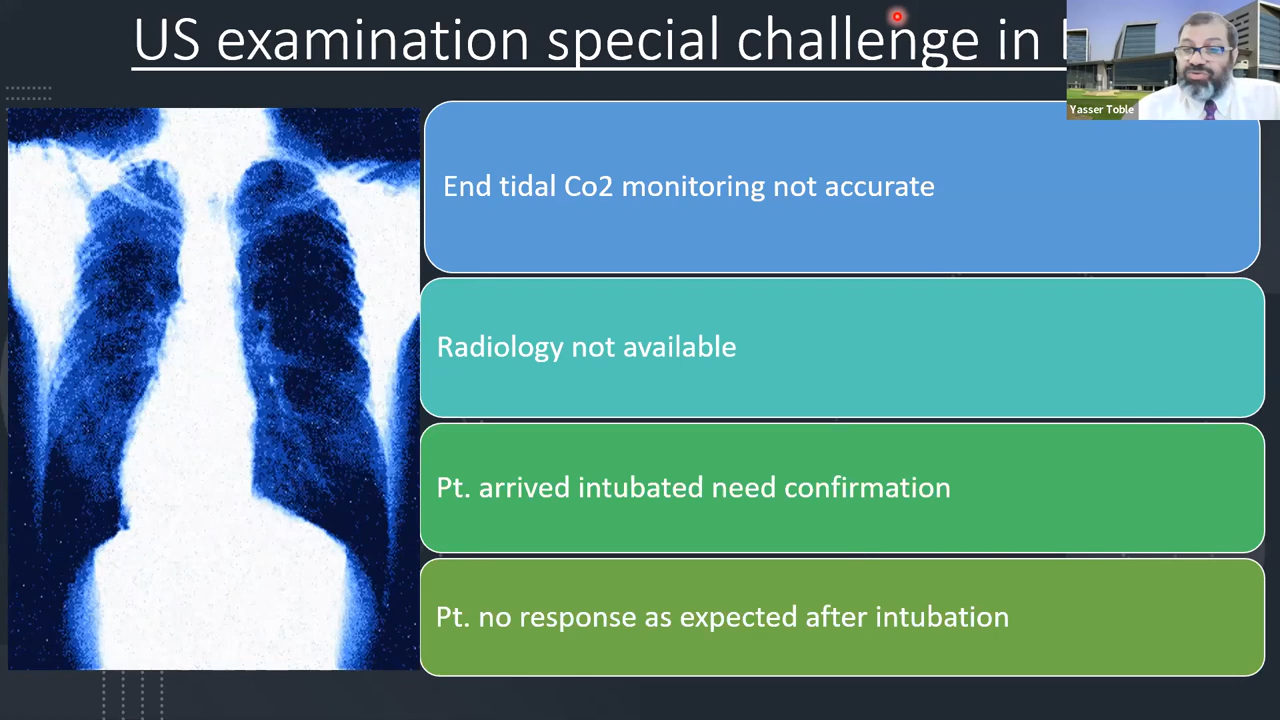 US examination special challenge in
Yasser Toble
End tidal Co2 monitoring not accurate
Radiology not available
Pt. arrived intubated need confirmation
Pt. no response as expected after intubation